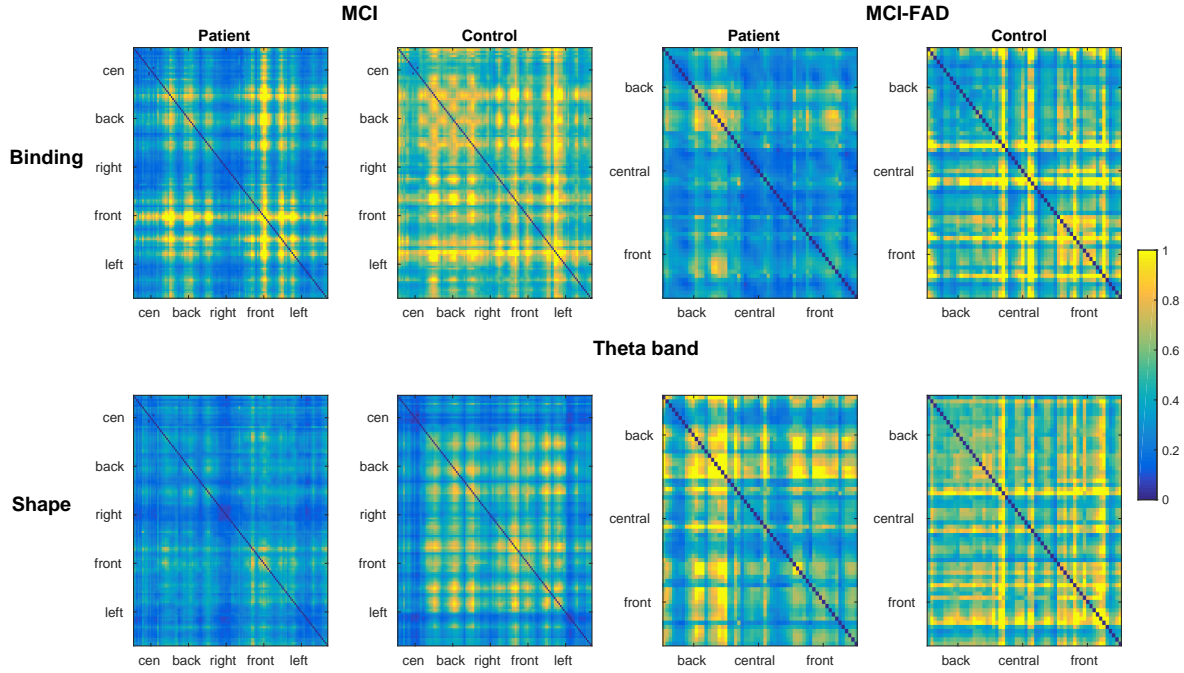 MCI MCI-FAD
Patient Control Patient Control
Binding
cen
back
right
front
left
cen back right front left
cen
back
right
front
left
cen back right front left
back
central
front
back central front
back
central
front
back central front
Theta band
1
0.8
0.6
0.4
0.2
0
Shape
cen
back
right
front
left
cen back right front left
cen
back
right
front
left
cen back right front left
back
central
front
back central front
back
central
front
back central front